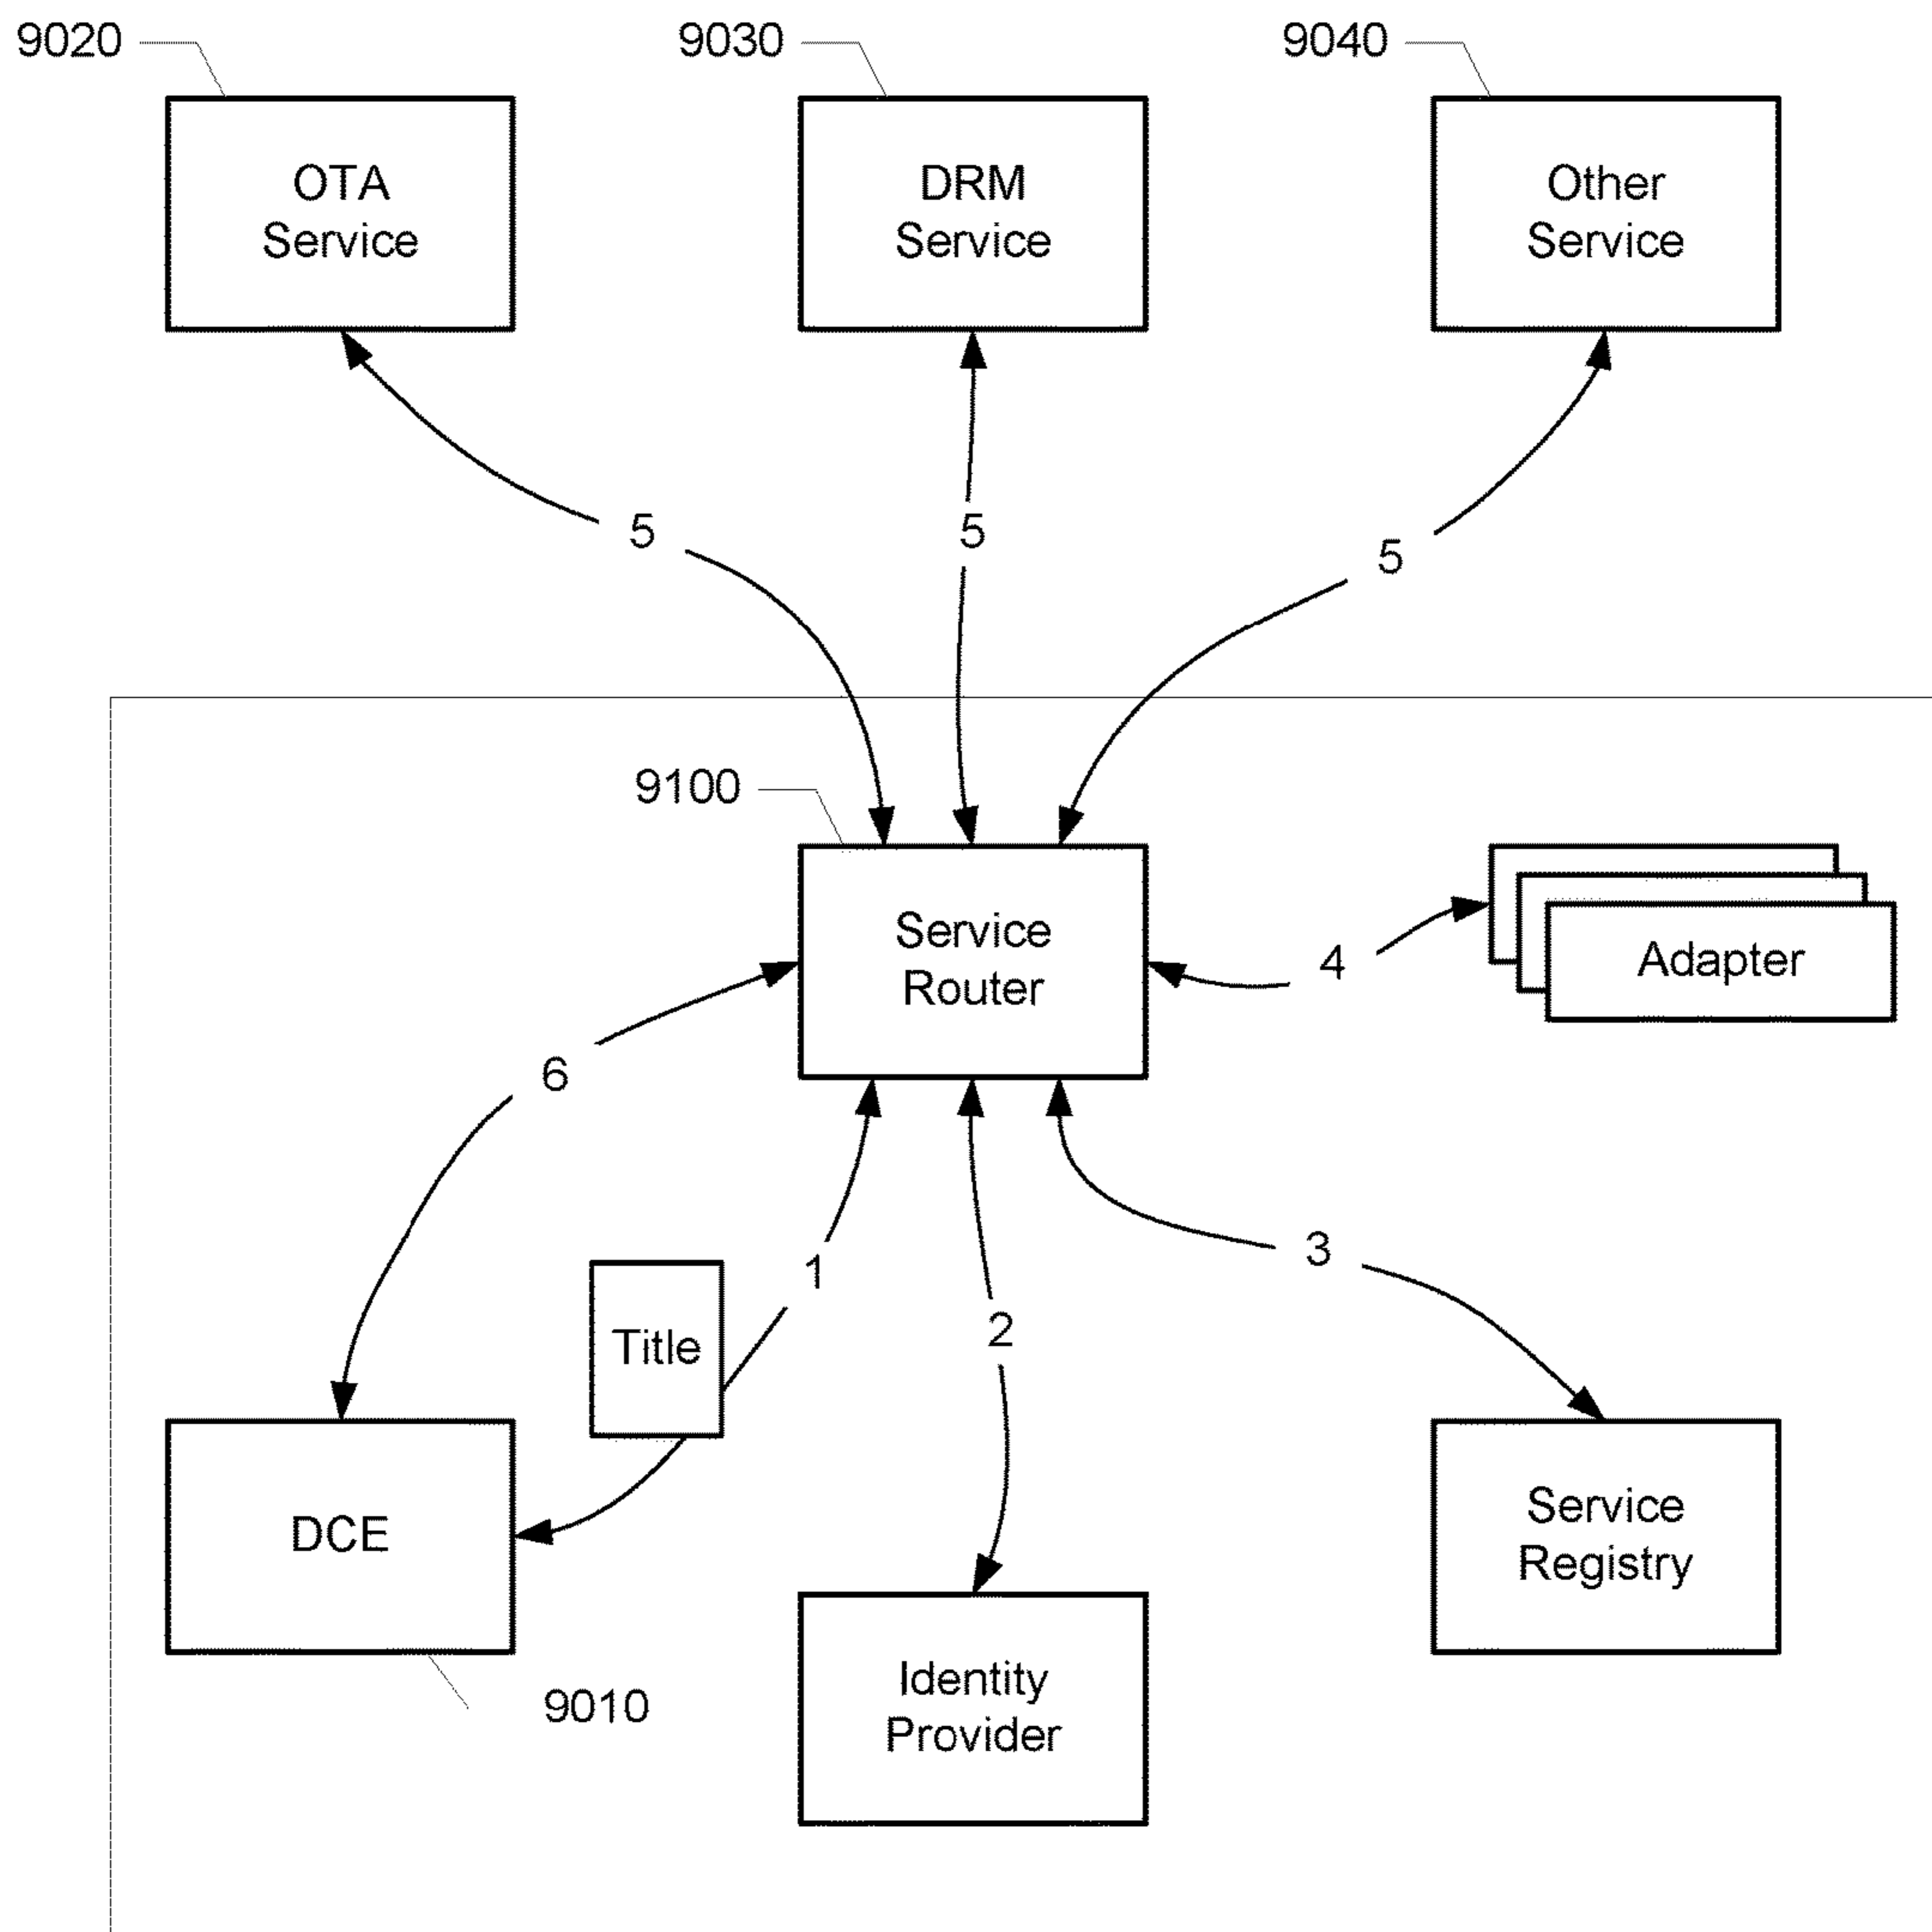 9020
9030
9040
OTA
Service
DRM
Service
Other
Service
5
5
5
9100
Service
Router
4
Adapter
6
1
3
2
Title
DCE
Service
Registry
9010
Identity
Provider